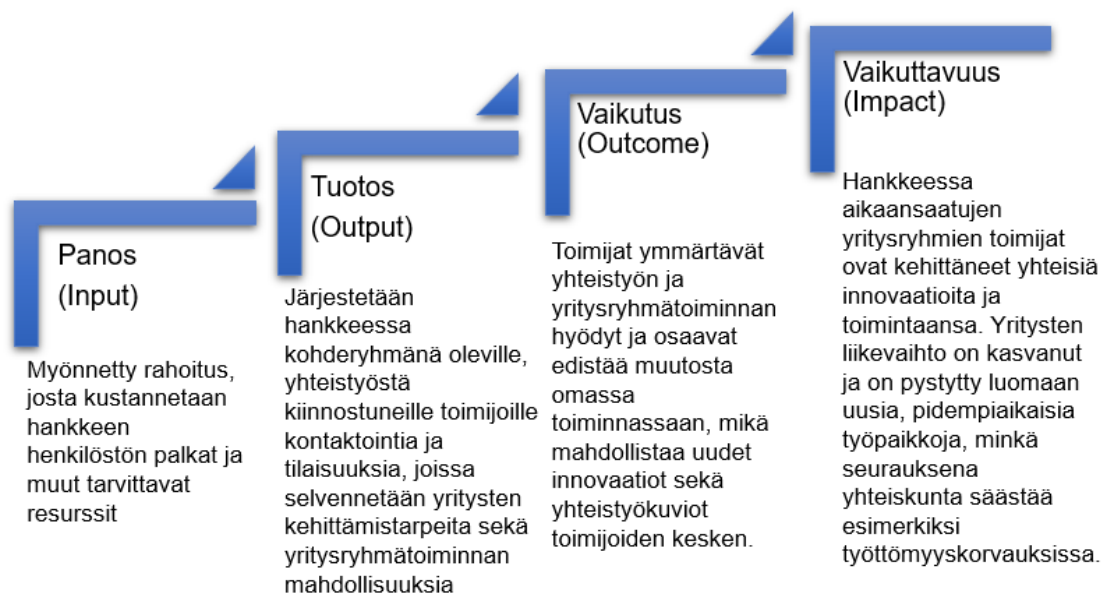 Panos
(Input)
Myönnetty rahoitus,
josta kustannetaan
hankkeen
henkilöstön palkat ja
muut tarvittavat
resurssit
Tuotos
(Output)
Järjestetään
hankkeessa
kohderyhmänä oleville,
yhteistyöstä
kiinnostuneille toimijoille
kontaktointia ja
tilaisuuksia, joissa
selvennetään yritysten
kehittämistarpeita sekä
yritysryhmätoiminnan
mahdollisuuksia
Vaikutus
(Outcome)
Toimijat ymmärtävät
yhteistyön ja
yritysryhmätoiminnan
hyödyt ja osaavat
edistää muutosta
omassa
toiminnassaan, mikä
mahdollistaa uudet
innovaatiot sekä
yhteistyökuviot
toimijoiden kesken.
Vaikuttavuus
(Impact)
Hankkeessa
aikaansaatujen
yritysryhmien toimijat
ovat kehittäneet yhteisiä
innovaatioita ja
toimintaansa. Yritysten
liikevaihto on kasvanut
ja on pystytty luomaan
uusia, pidempiaikaisia
työpaikkoja, minkä
seurauksena
yhteiskunta säästää
esimerkiksi
työttömyyskorvauksissa.